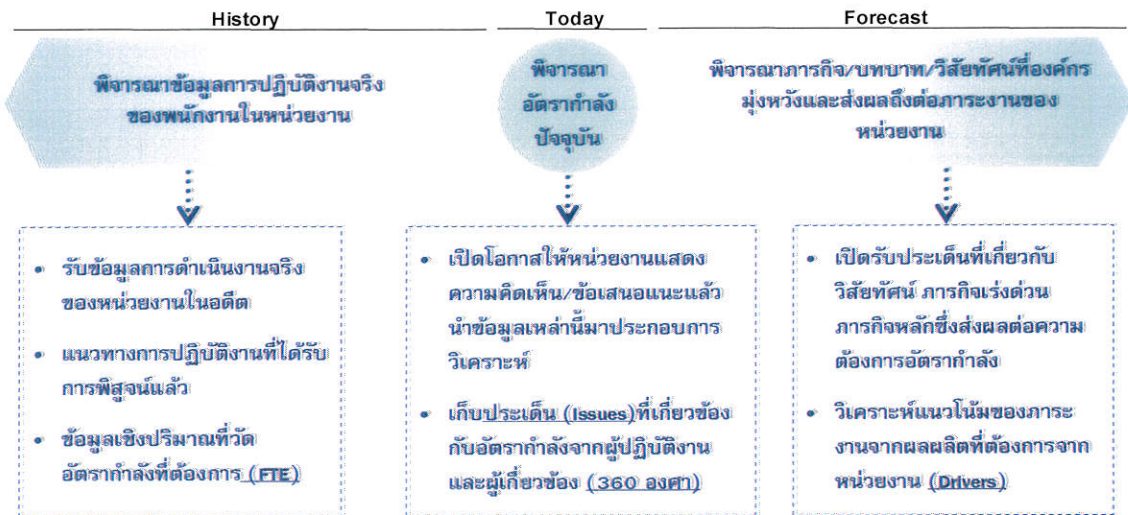 History
Today
Forecast
พิจารณาข้อมูลการปฏิบัติงานจริง
ของพนักงานในหน่วยงาน
พิจารณา
อัตรากำลัง
ปัจจุบัน
พิจารณาภารกิจ/บทบาท/วิสัยทัศน์ที่องค์กร
มุ่งหวังและส่งผลถึงต่อภาระงานของ
หน่วยงาน
• รับข้อมูลการดำเนินงานจริง
ของหน่วยงานในอดีต
• แนวทางการปฏิบัติงานที่ได้รับ
การพิสูจน์แล้ว
• ข้อมูลเชิงปริมาณที่วัด
อัตรากำลังที่ต้องการ (FTE)
• เปิดโอกาสให้หน่วยงานแสดง
ความคิดเห็น/ข้อเสนอแนะแล้ว
นำข้อมูลเหล่านี้มาประกอบการ
วิเคราะห์
• เก็บประเด็น (Issues)ที่เกี่ยวข้อง
กับอัตรากำลังจากผู้ปฏิบัติงาน
และผู้เกี่ยวข้อง (360 องศา)
• เปิดรับประเด็นที่เกี่ยวกับ
วิสัยทัศน์ ภารกิจเร่งด่วน
ภารกิจหลักซึ่งส่งผลต่อความ
ต้องการอัตรากำลัง
• วิเคราะห์แนวโน้มของภาระ
งานจากผลผลิตที่ต้องการจาก
หน่วยงาน (Drivers)